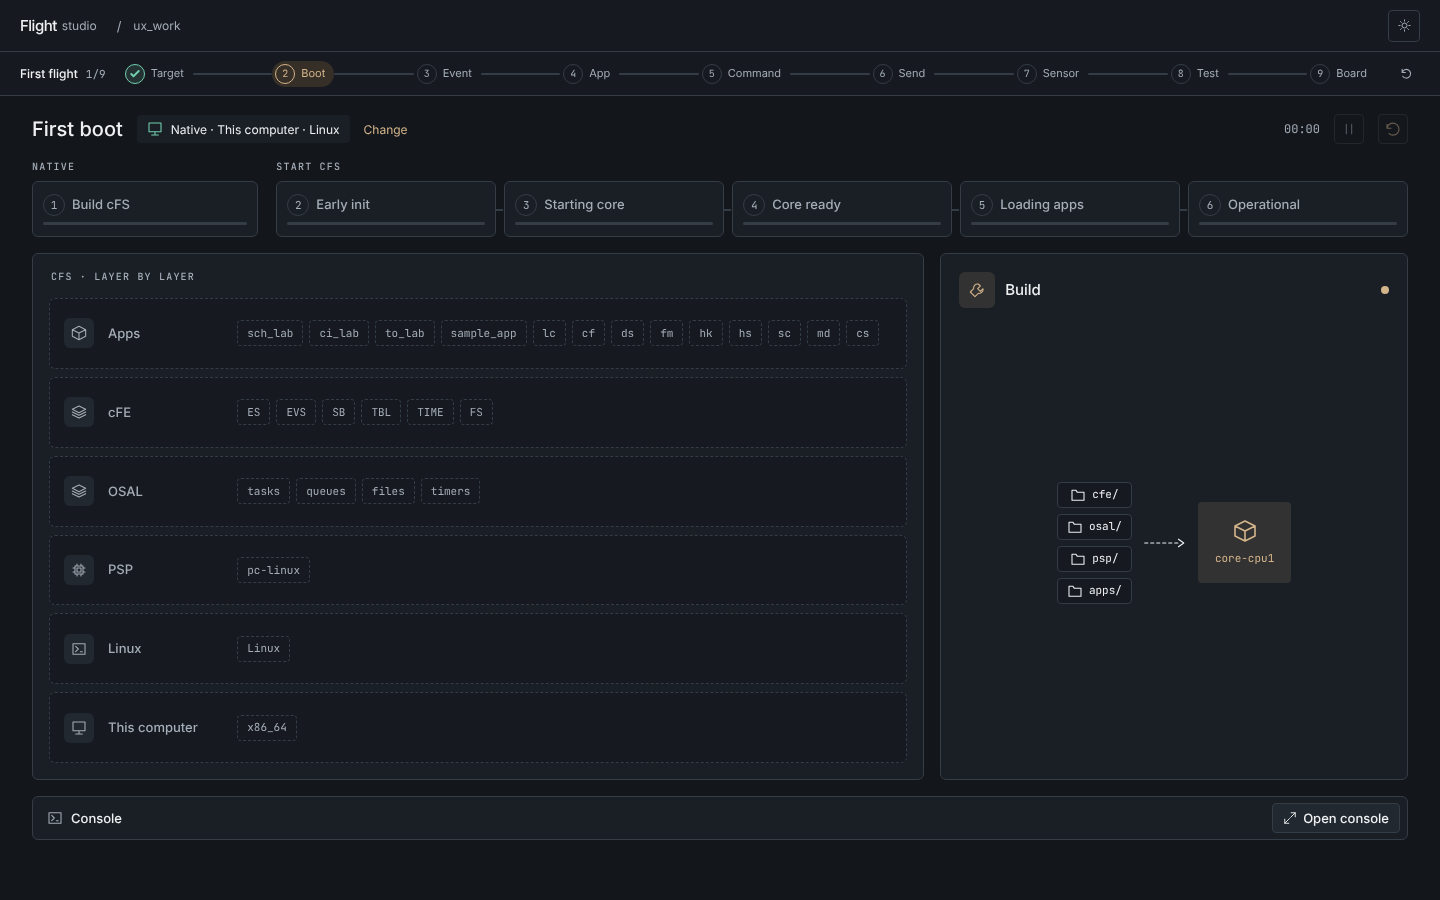 Flight studio / ux_work
First flight 1/9 Target 2 Boot 3 Event 4 App 5 Command 6 Send 7 Sensor 8 Test 9 Board
First boot Native · This computer · Linux Change 00:00
NATIVE START CFS
1 Build cFS 2 Early init 3 Starting core 4 Core ready 5 Loading apps 6 Operational
CFS · LAYER BY LAYER
Apps sch_lab ci_lab to_lab sample_app lc cf ds fm hk hs sc md cs
cFE ES EVS SB TBL TIME FS
OSAL tasks queues files timers
PSP pc-linux
Linux Linux
This computer x86_64
Build
cfe/
osal/
psp/
apps/
core-cpu1
Console Open console